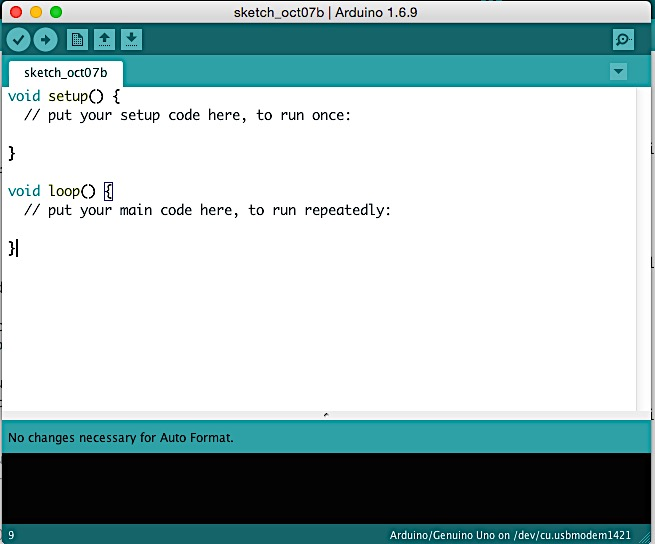 sketch_oct07b | Arduino 1.6.9
sketch_oct07b
void setup() {
// put your setup code here, to run once:
}
void loop() {
// put your main code here, to run repeatedly:
}
No changes necessary for Auto Format.
9
Arduino/Genuino Uno on /dev/cu.usbmodem1421